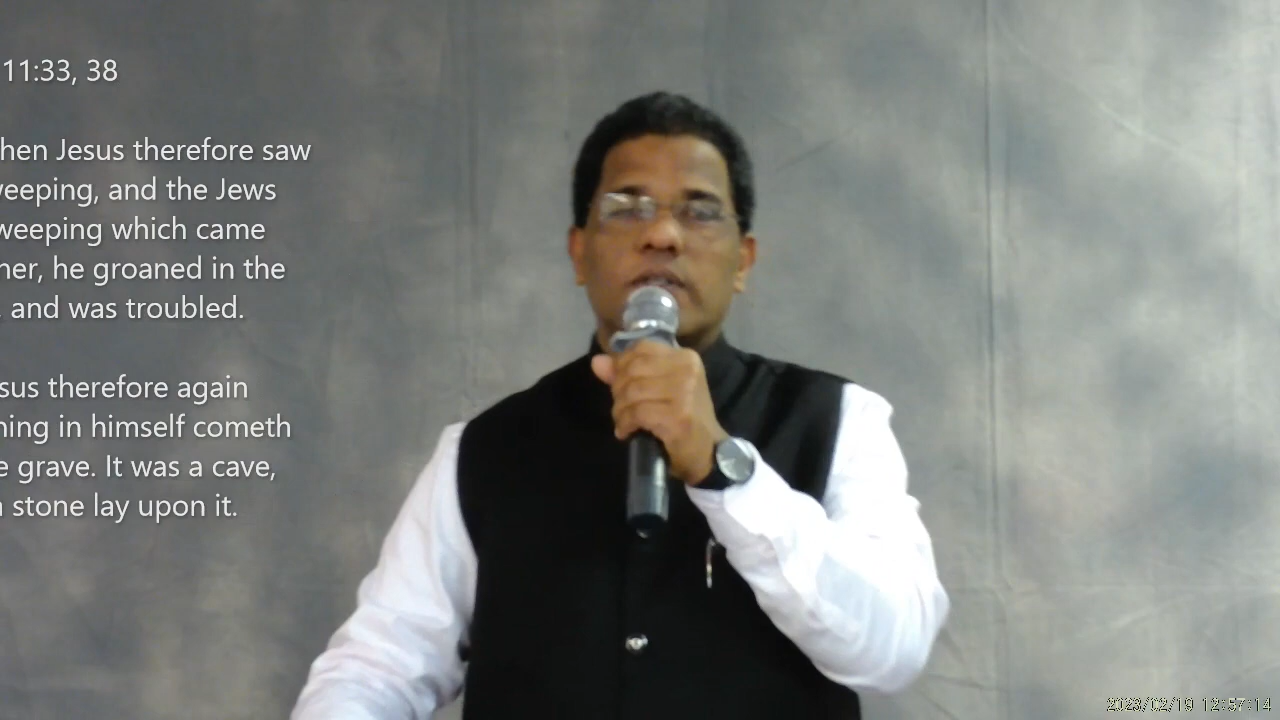 11:33, 38
hen Jesus therefore saw
weeping, and the Jews
weeping which came
her, he groaned in the
, and was troubled.
sus therefore again
ning in himself cometh
e grave. It was a cave,
stone lay upon it.
2023/02/19 12:57:14